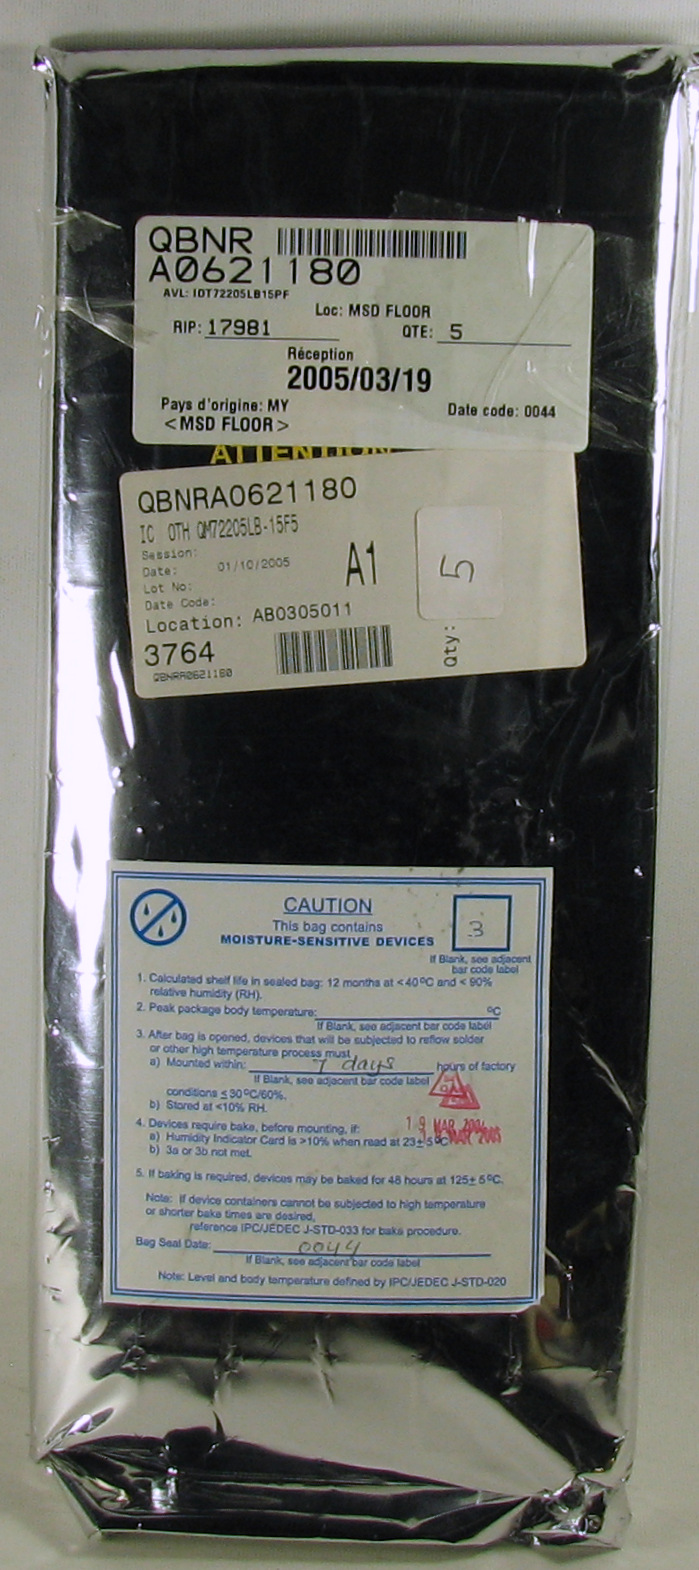 QBNR
A0621180
AVL: IDT72205LB15PF
Loc: MSD FLOOR
RIP: 17981 QTE: 5
Réception
2005/03/19
Pays d'origine: MY Date code: 0044
<MSD FLOOR>
ATTENTION
QBNRA0621180
IC OTH QM72205LB-15F5
Session:
Date: 01/10/2005 A1
Lot No:
Date Code:
Location: AB0305011
3764
QBNRA0621180
Qty: 5
CAUTION
This bag contains
MOISTURE-SENSITIVE DEVICES
3
If Blank, see adjacent
bar code label
1. Calculated shelf life in sealed bag: 12 months at <40°C and < 90%
relative humidity (RH).
2. Peak package body temperature: °C
If Blank, see adjacent bar code label
3. After bag is opened, devices that will be subjected to reflow solder
or other high temperature process must
a) Mounted within: 7 days hours of factory
If Blank, see adjacent bar code label
conditions ≤ 30°C/60%.
b) Stored at <10% RH.
4. Devices require bake, before mounting, if:
a) Humidity Indicator Card is >10% when read at 23± 5°C
b) 3a or 3b not met.
19 MAR
MAR 2005
5. If baking is required, devices may be baked for 48 hours at 125± 5°C.
Note: If device containers cannot be subjected to high temperature
or shorter bake times are desired,
reference IPC/JEDEC J-STD-033 for bake procedure.
Bag Seal Date: 0044
If Blank, see adjacent bar code label
Note: Level and body temperature defined by IPC/JEDEC J-STD-020